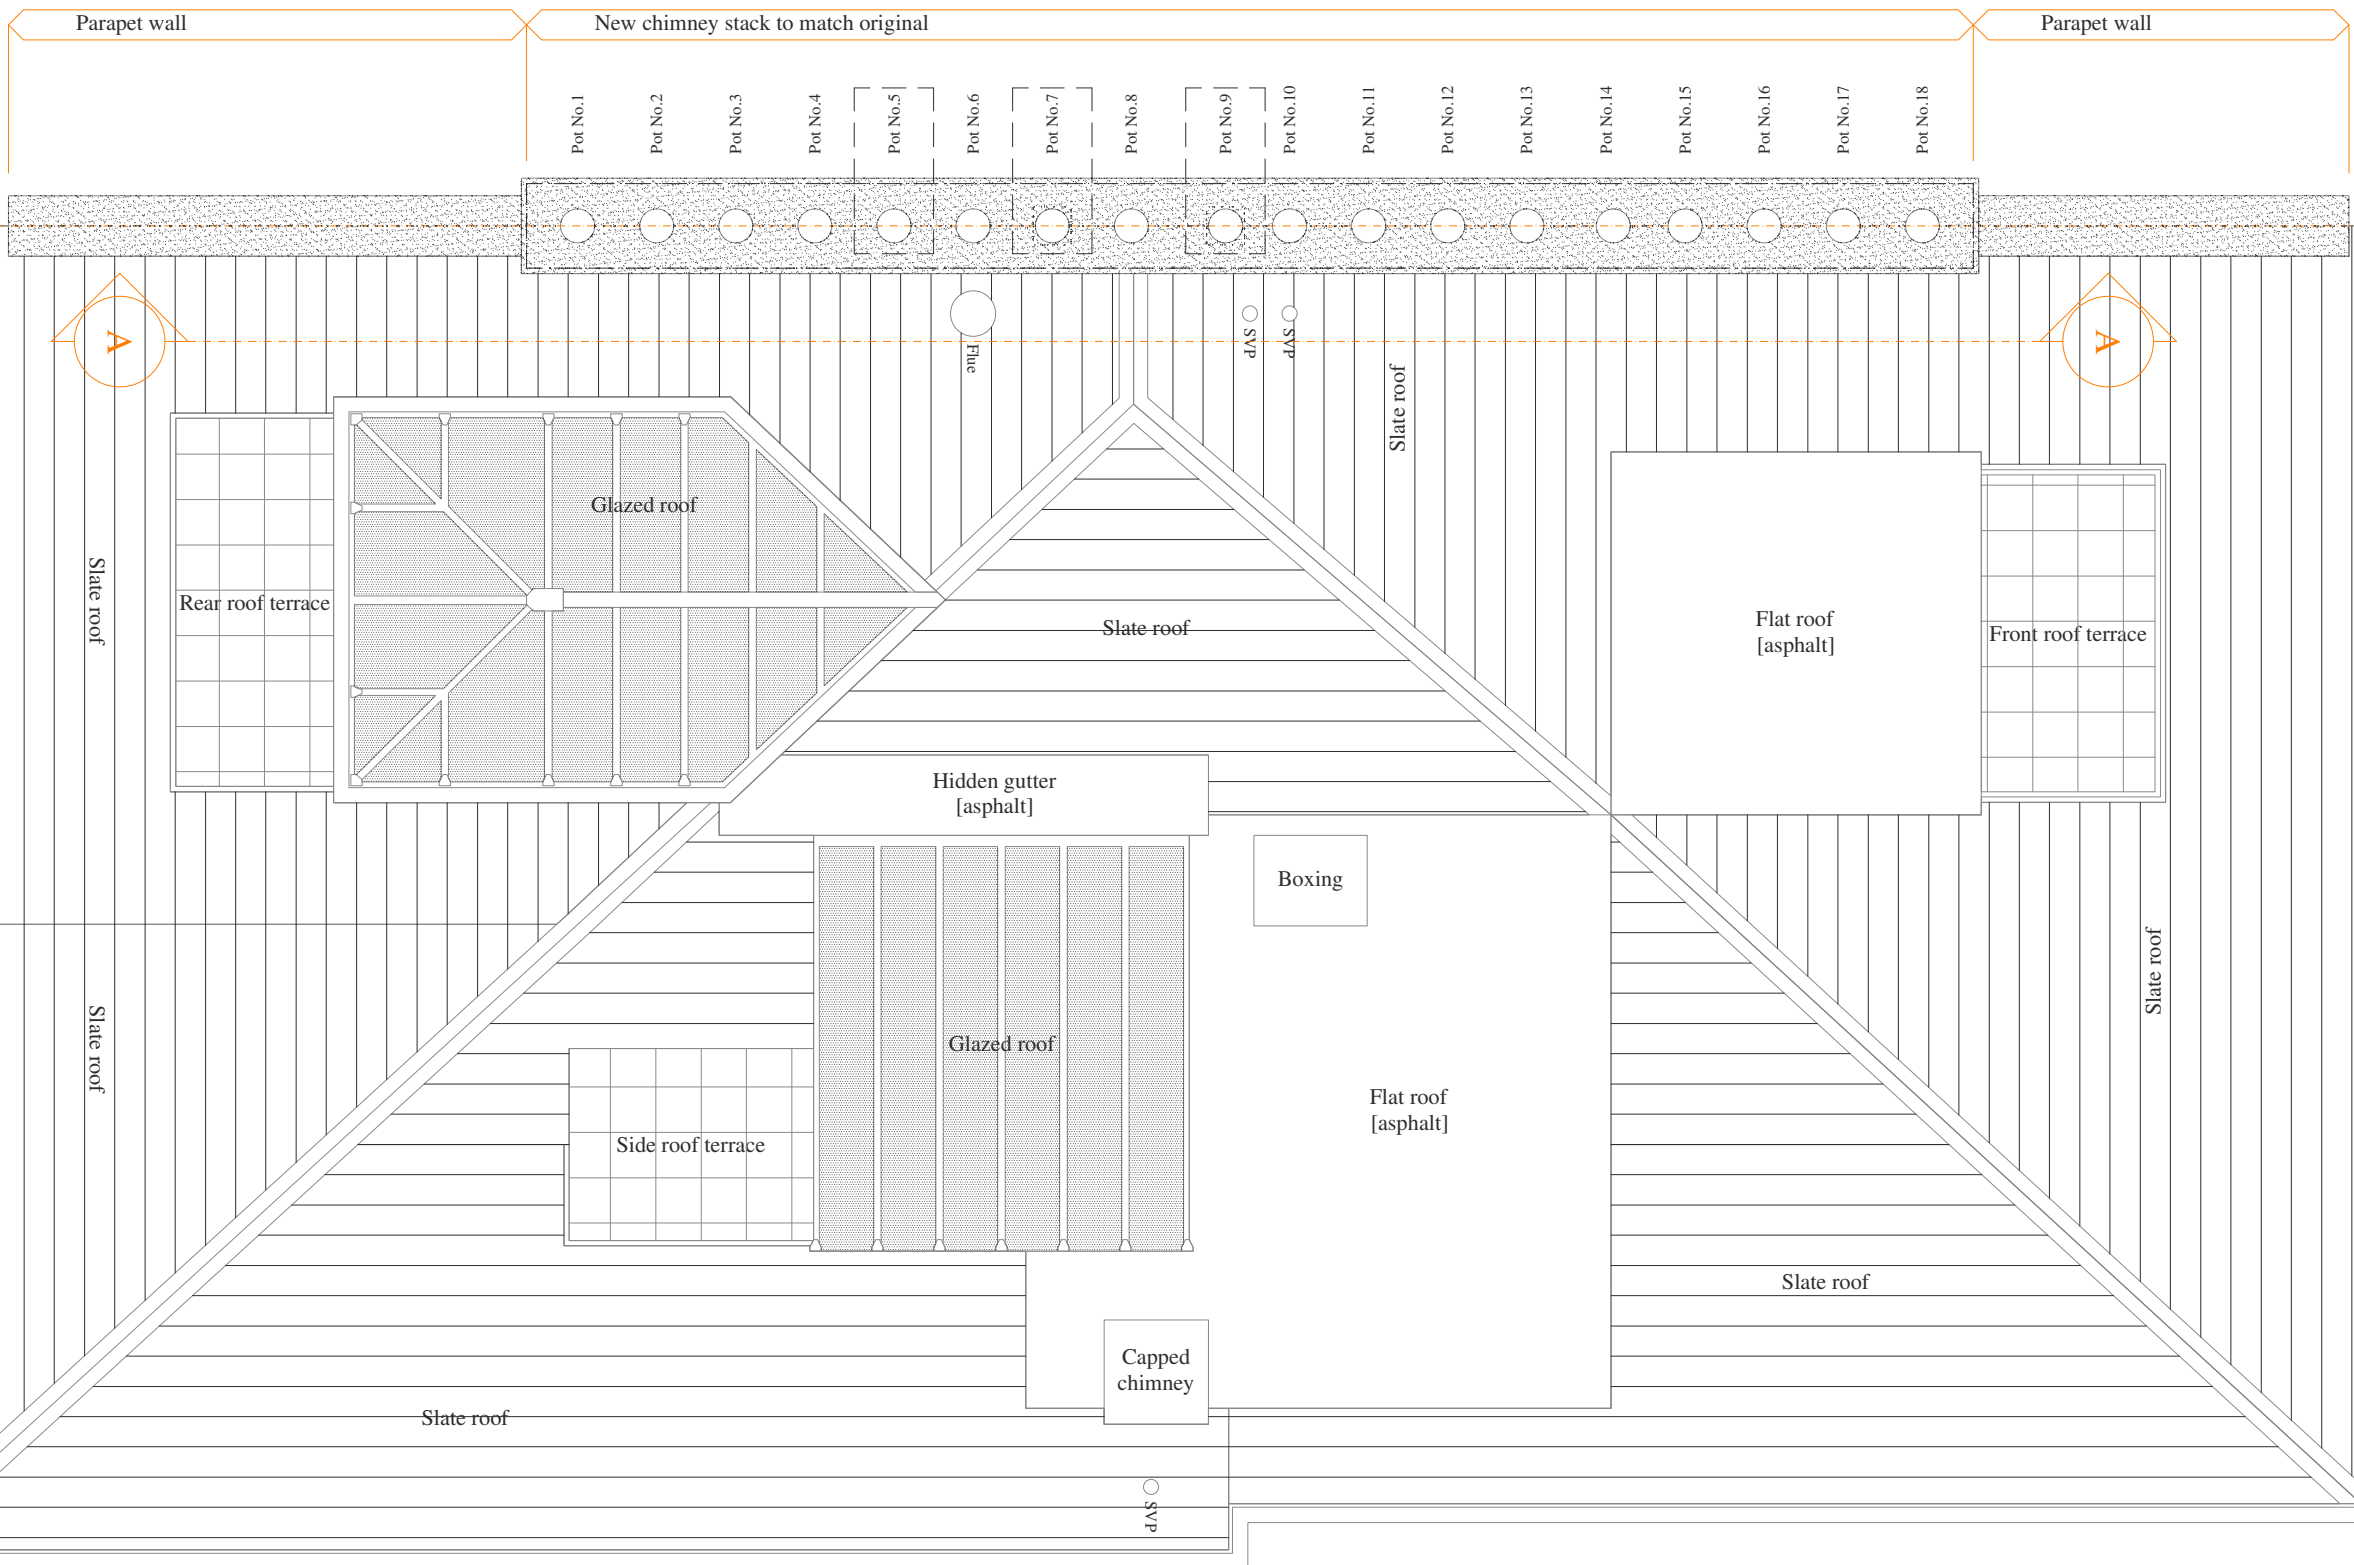 Parapet wall
New chimney stack to match original
Parapet wall
Pot No.1
Pot No.2
Pot No.3
Pot No.4
Pot No.5
Pot No.6
Pot No.7
Pot No.8
Pot No.9
Pot No.10
Pot No.11
Pot No.12
Pot No.13
Pot No.14
Pot No.15
Pot No.16
Pot No.17
Pot No.18
A
Flue
SVP
SVP
A
Slate roof
Glazed roof
Slate roof
Rear roof terrace
Slate roof
Flat roof
[asphalt]
Front roof terrace
Hidden gutter
[asphalt]
Boxing
Slate roof
Slate roof
Glazed roof
Flat roof
[asphalt]
Side roof terrace
Slate roof
Capped
chimney
Slate roof
SVP